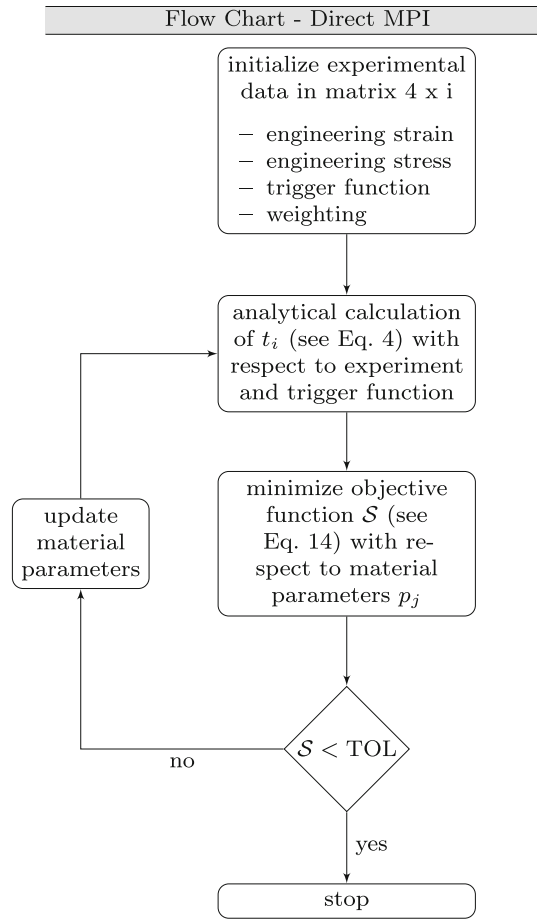 Flow Chart - Direct MPI
initialize experimental
data in matrix 4 x i
– engineering strain
– engineering stress
– trigger function
– weighting
analytical calculation
of t_i (see Eq. 4) with
respect to experiment
and trigger function
minimize objective
function S (see
Eq. 14) with re-
spect to material
parameters p_j
update
material
parameters
S < TOL
no
yes
stop